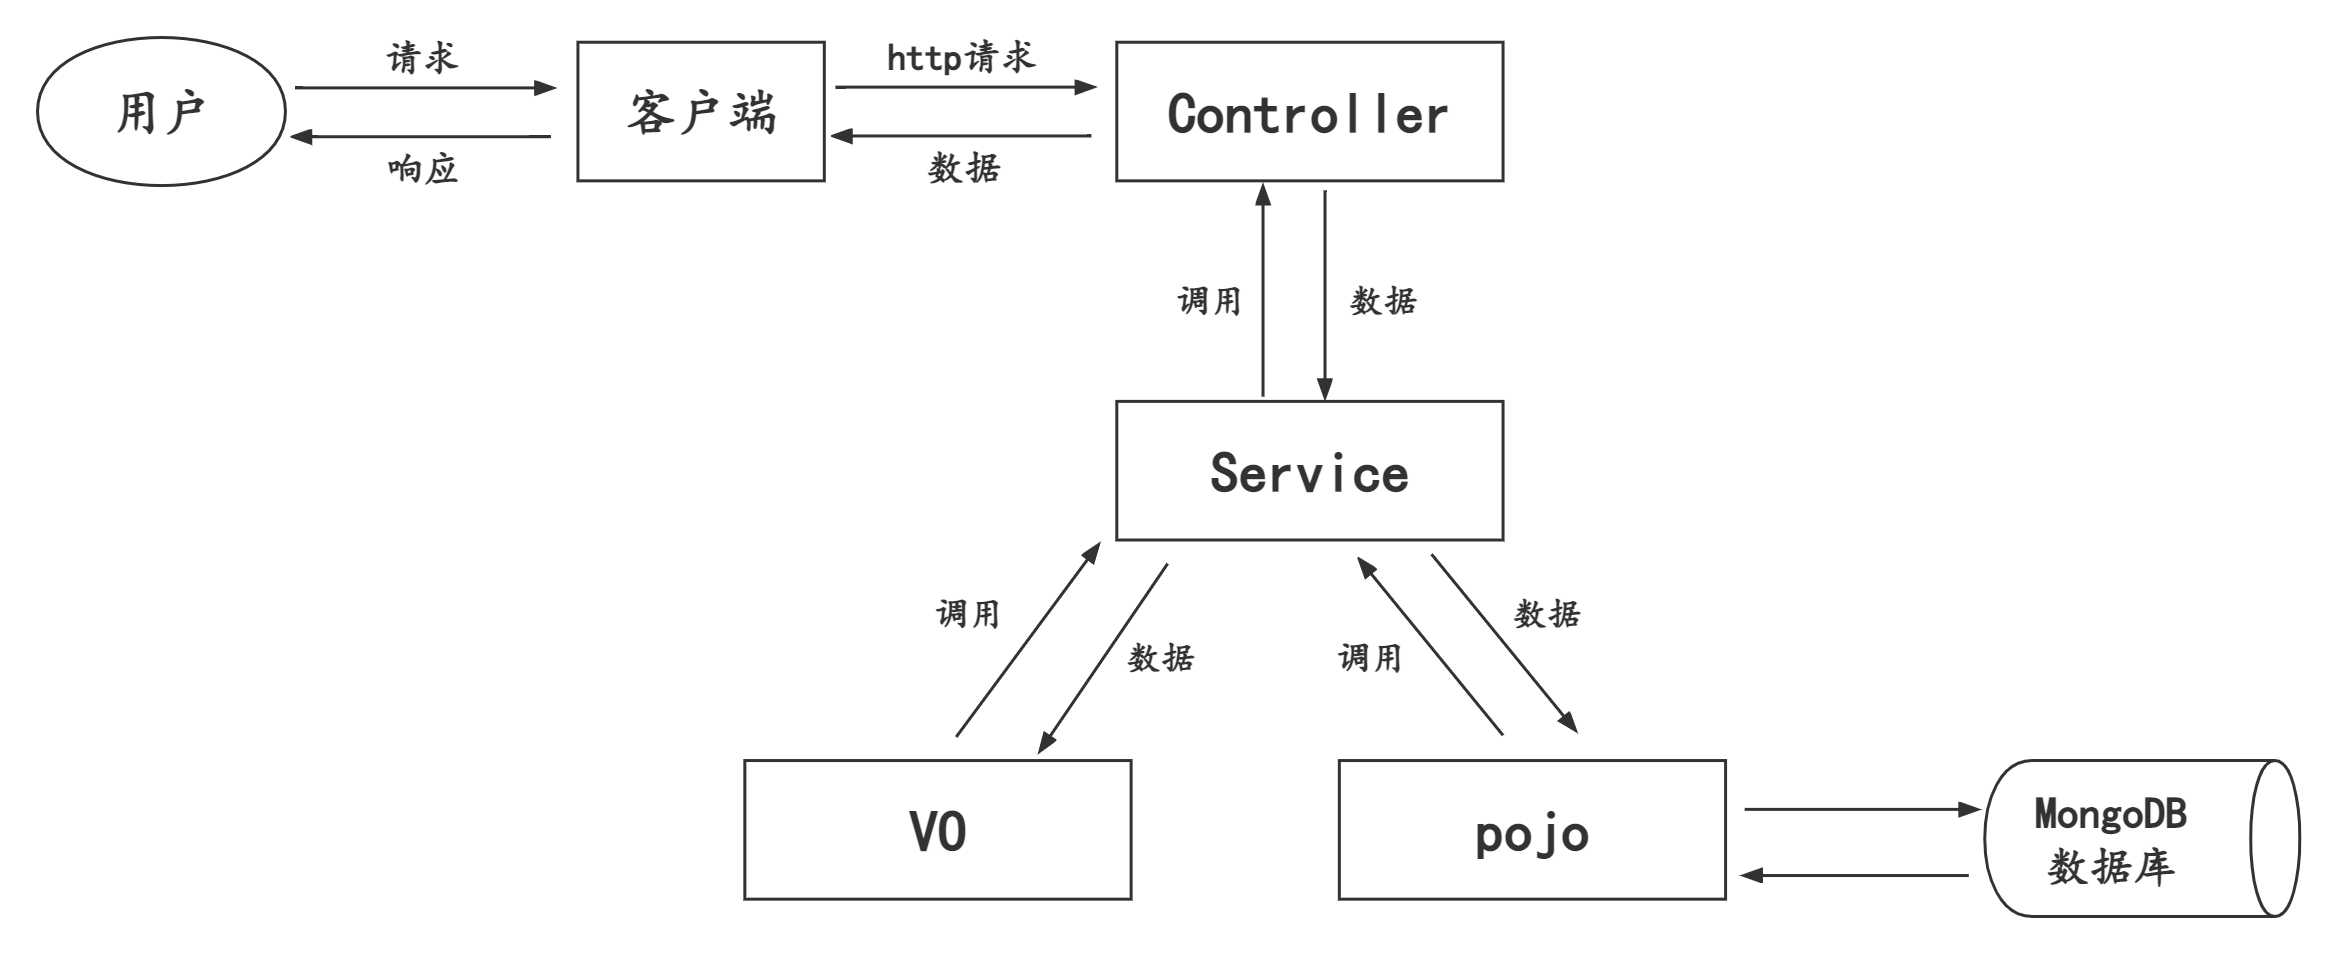 用户
请求
响应
客户端
http请求
数据
Controller
调用
数据
Service
调用
数据
调用
数据
VO
pojo
MongoDB
数据库